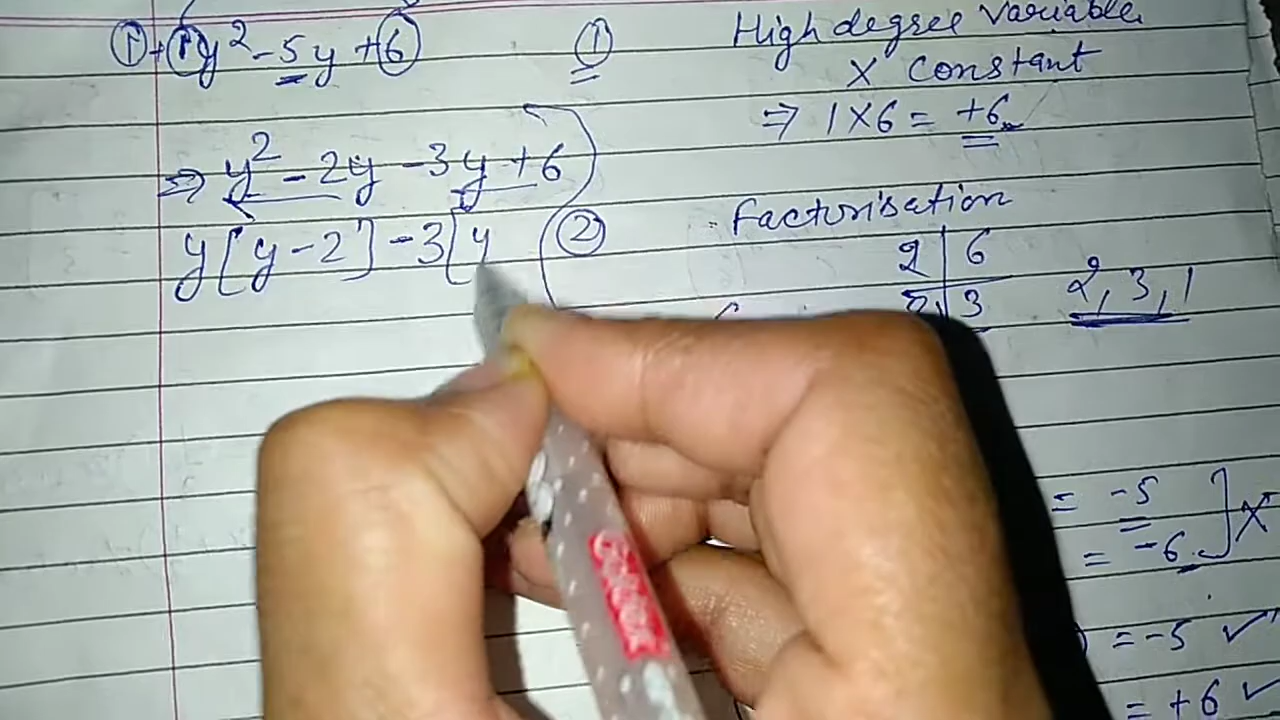 ① + ①y² - 5y + ⑥ ①
High degree variable
X constant
⇒ 1 X 6 = +6
⇒ y² - 2y - 3y + 6
y[y - 2] - 3[y ②
Factorisation
2 | 6
3 | 3
2, 3, 1
= -5
= -6 ] X
= -5 ✓
= +6 ✓